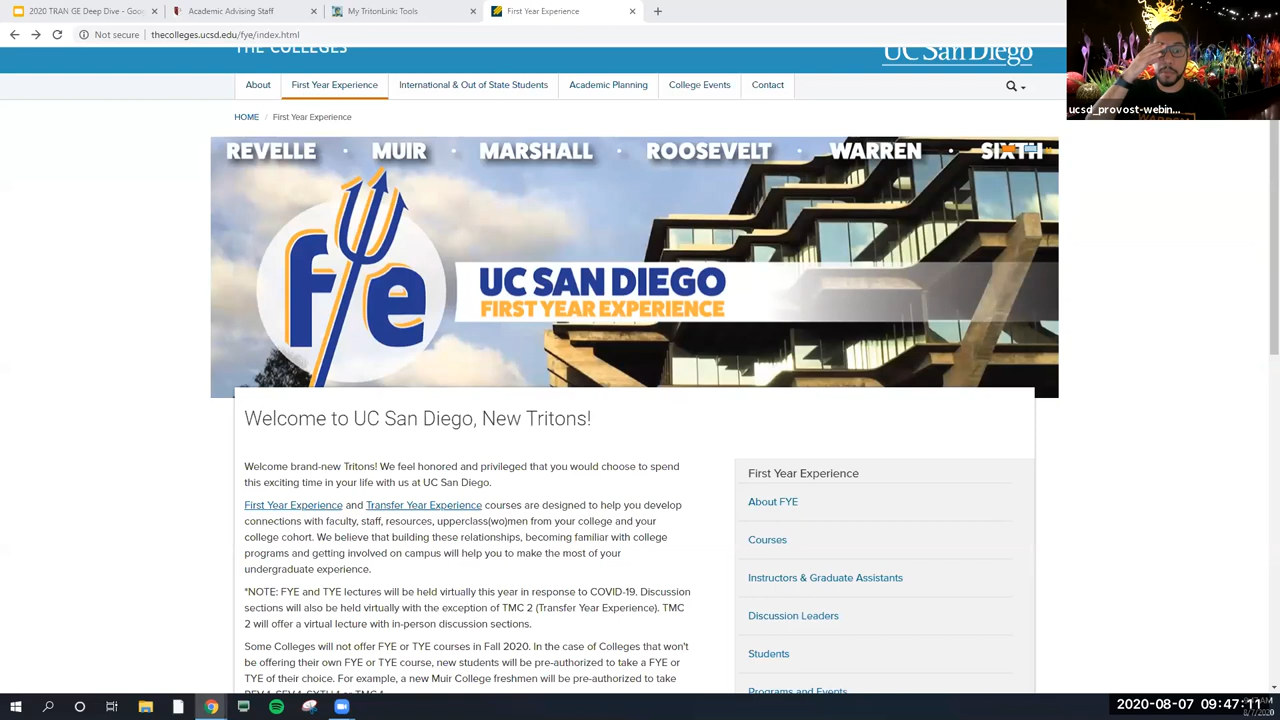 2020 TRAN GE Deep Dive - Goo
Academic Advising Staff
My TritonLink: Tools
First Year Experience
Not secure | thecolleges.ucsd.edu/fye/index.html
THE COLLEGES
UC San Diego
About
First Year Experience
International & Out of State Students
Academic Planning
College Events
Contact
ucsd_provost-webin...
HOME / First Year Experience
REVELLE • MUIR • MARSHALL • ROOSEVELT • WARREN • SIXTH
fye
UC SAN DIEGO
FIRST YEAR EXPERIENCE
Welcome to UC San Diego, New Tritons!
Welcome brand-new Tritons! We feel honored and privileged that you would choose to spend
this exciting time in your life with us at UC San Diego.
First Year Experience and Transfer Year Experience courses are designed to help you develop
connections with faculty, staff, resources, upperclass(wo)men from your college and your
college cohort. We believe that building these relationships, becoming familiar with college
programs and getting involved on campus will help you to make the most of your
undergraduate experience.
*NOTE: FYE and TYE lectures will be held virtually this year in response to COVID-19. Discussion
sections will also be held virtually with the exception of TMC 2 (Transfer Year Experience). TMC
2 will offer a virtual lecture with in-person discussion sections.
Some Colleges will not offer FYE or TYE courses in Fall 2020. In the case of Colleges that won't
be offering their own FYE or TYE course, new students will be pre-authorized to take a FYE or
TYE of their choice. For example, a new Muir College freshmen will be pre-authorized to take
First Year Experience
About FYE
Courses
Instructors & Graduate Assistants
Discussion Leaders
Students
Programs and Events
2020-08-07 09:47:11
8/7/2020